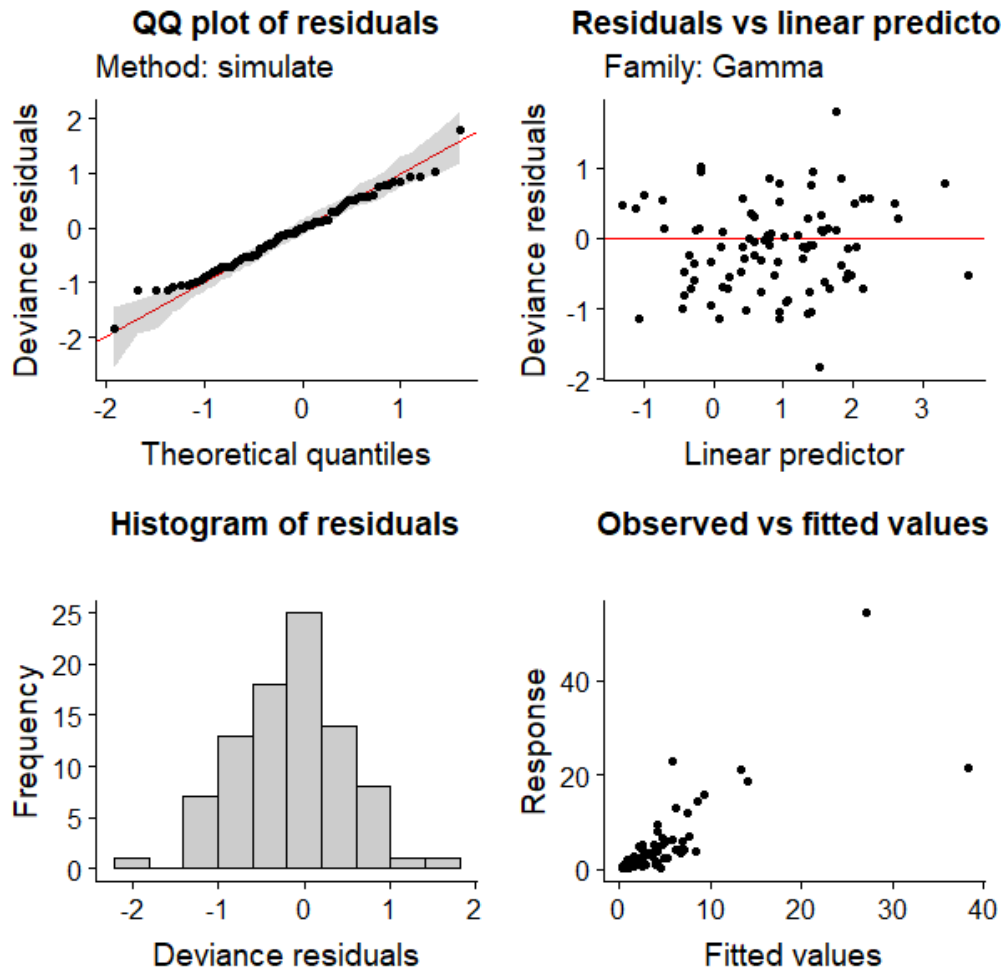 QQ plot of residuals
Method: simulate
Deviance residuals
2
1
0
-1
-2
-2
-1
0
1
Theoretical quantiles
Residuals vs linear predicto
Family: Gamma
Deviance residuals
1
0
-1
-2
-1
0
1
2
3
Linear predictor
Histogram of residuals
Frequency
25
20
15
10
5
0
-2
-1
0
1
2
Deviance residuals
Observed vs fitted values
Response
40
20
0
0
10
20
30
40
Fitted values